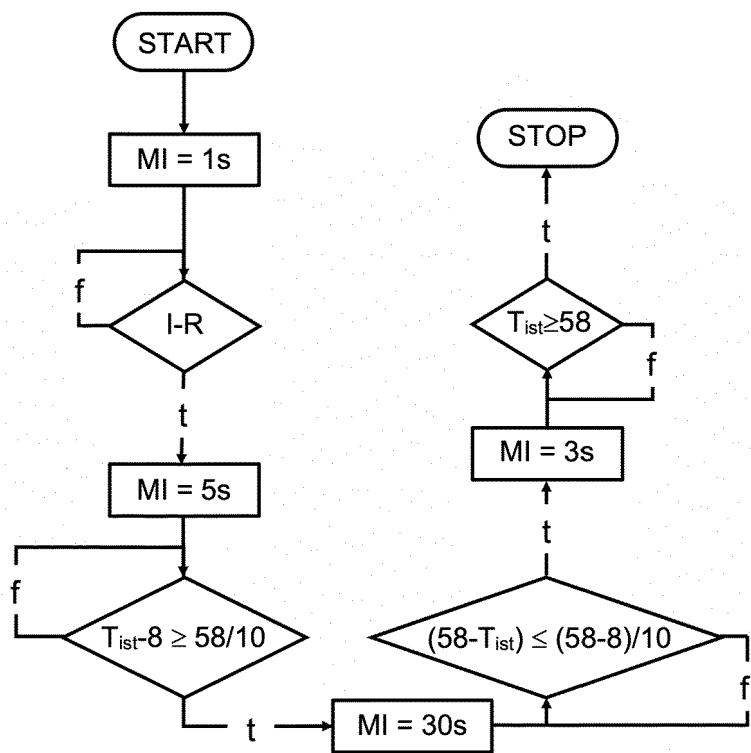 START
MI = 1s
f
I-R
t
MI = 5s
f
Tist-8 ≥ 58/10
t
MI = 30s
(58-Tist) ≤ (58-8)/10
f
t
MI = 3s
Tist≥58
f
t
STOP